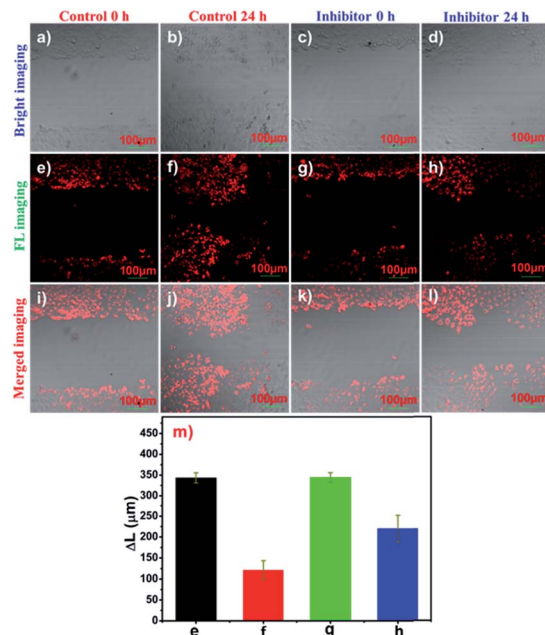 Control 0 h Control 24 h Inhibitor 0 h Inhibitor 24 h
Bright imaging
a) b) c) d)
100μm 100μm 100μm 100μm
FL imaging
e) f) g) h)
100μm 100μm 100μm 100μm
Merged imaging
i) j) k) l)
100μm 100μm 100μm 100μm
m)
ΔL (μm)
450
400
350
300
250
200
150
100
50
0
e f g h